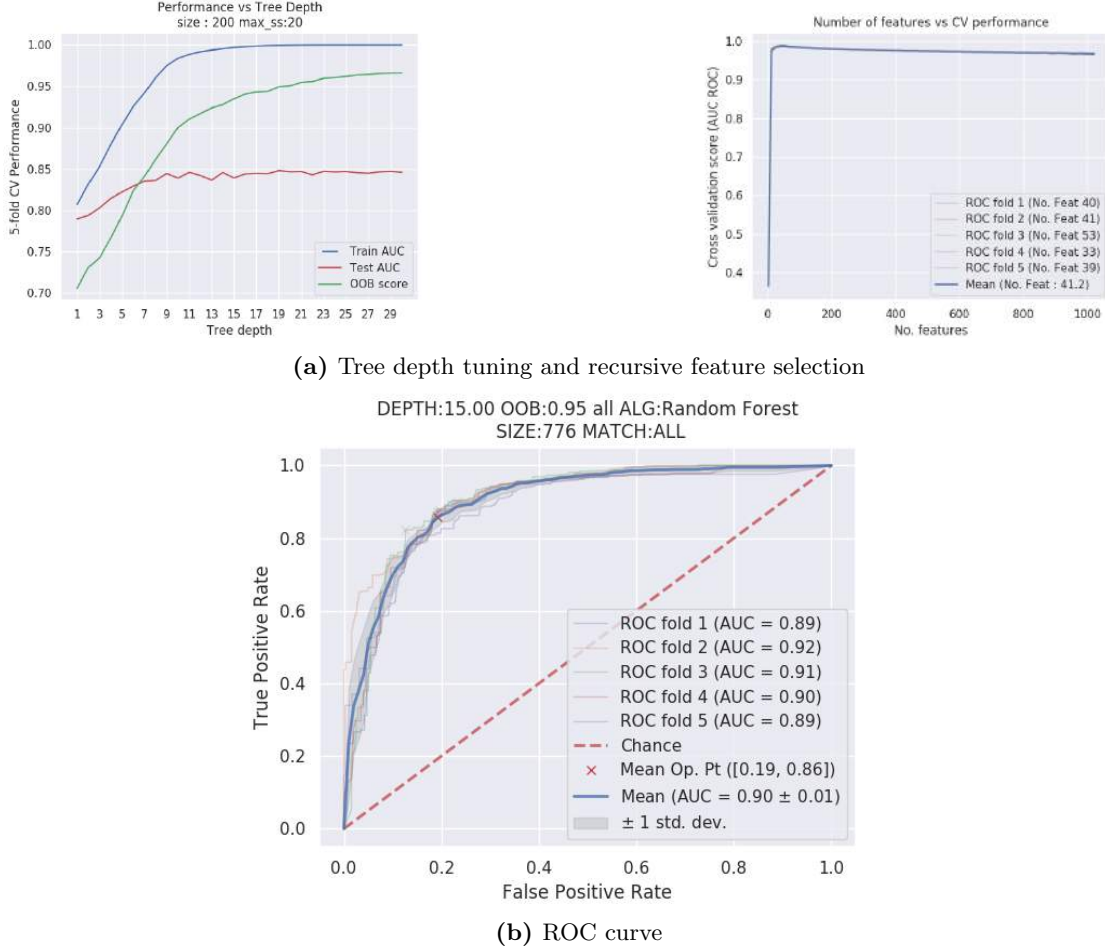 Performance vs Tree Depth
size : 200 max_ss:20
1.00
0.95
0.90
0.85
0.80
0.75
0.70
5-fold CV Performance
Train AUC
Test AUC
OOB score
1 3 5 7 9 11 13 15 17 19 21 23 25 27 29
Tree depth
Number of features vs CV performance
1.0
0.9
0.8
0.7
0.6
0.5
0.4
Cross validation score (AUC ROC)
ROC fold 1 (No. Feat 40)
ROC fold 2 (No. Feat 41)
ROC fold 3 (No. Feat 53)
ROC fold 4 (No. Feat 33)
ROC fold 5 (No. Feat 39)
Mean (No. Feat : 41.2)
0 200 400 600 800 1000
No. features
(a) Tree depth tuning and recursive feature selection
DEPTH:15.00 OOB:0.95 all ALG:Random Forest
SIZE:776 MATCH:ALL
1.0
0.8
0.6
0.4
0.2
0.0
True Positive Rate
ROC fold 1 (AUC = 0.89)
ROC fold 2 (AUC = 0.92)
ROC fold 3 (AUC = 0.91)
ROC fold 4 (AUC = 0.90)
ROC fold 5 (AUC = 0.89)
Chance
Mean Op. Pt ([0.19, 0.86])
Mean (AUC = 0.90 ± 0.01)
± 1 std. dev.
0.0 0.2 0.4 0.6 0.8 1.0
False Positive Rate
(b) ROC curve